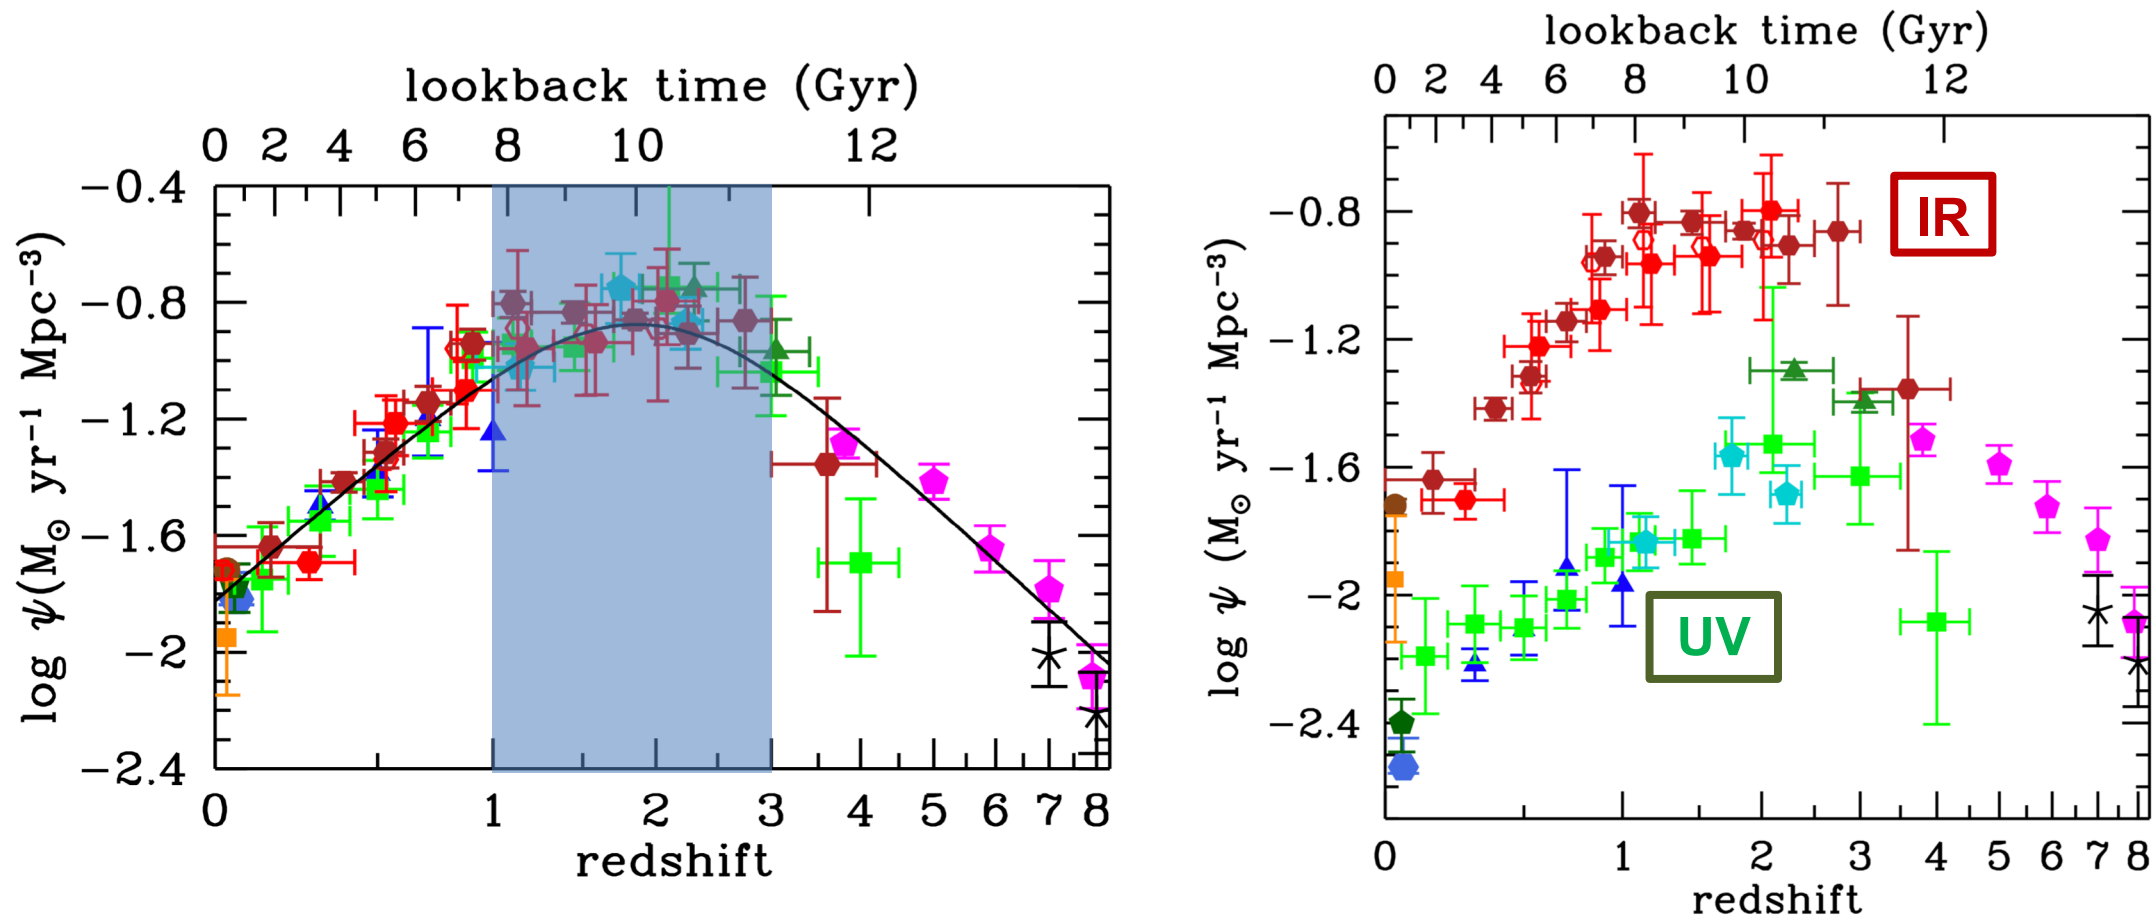 lookback time (Gyr)
0 2 4 6 8 10 12
−0.4
−0.8
−1.2
−1.6
−2
−2.4
log ψ(M⊙ yr⁻¹ Mpc⁻³)
0 1 2 3 4 5 6 7 8
redshift
lookback time (Gyr)
0 2 4 6 8 10 12
−0.8
−1.2
−1.6
−2
−2.4
log ψ (M⊙ yr⁻¹ Mpc⁻³)
IR
UV
0 1 2 3 4 5 6 7 8
redshift